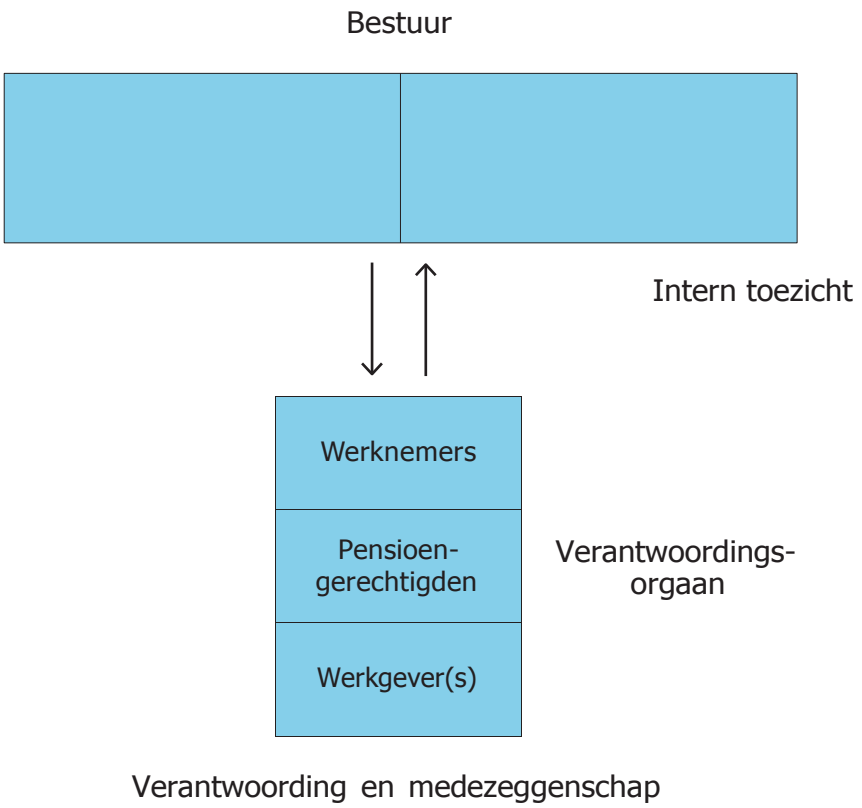 Bestuur
Intern toezicht
Werknemers
Pensioen-
gerechtigden
Verantwoordings-
orgaan
Werkgever(s)
Verantwoording en medezeggenschap